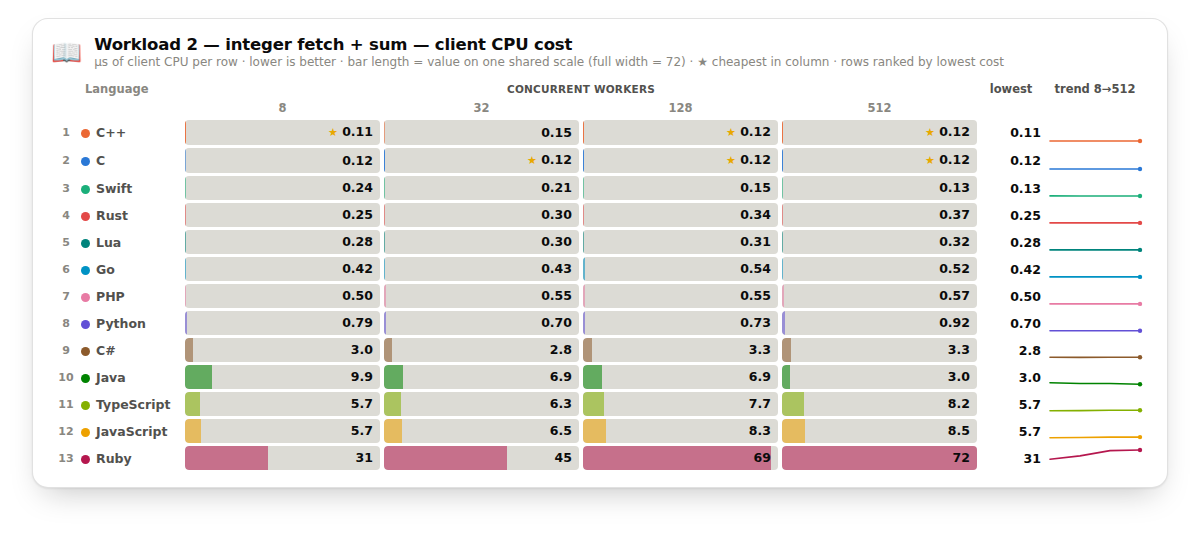 Workload 2 — integer fetch + sum — client CPU cost
µs of client CPU per row · lower is better · bar length = value on one shared scale (full width = 72) · ★ cheapest in column · rows ranked by lowest cost
Language CONCURRENT WORKERS lowest trend 8→512
8 32 128 512
1 C++ ★ 0.11 0.15 ★ 0.12 ★ 0.12 0.11
2 C 0.12 ★ 0.12 ★ 0.12 ★ 0.12 0.12
3 Swift 0.24 0.21 0.15 0.13 0.13
4 Rust 0.25 0.30 0.34 0.37 0.25
5 Lua 0.28 0.30 0.31 0.32 0.28
6 Go 0.42 0.43 0.54 0.52 0.42
7 PHP 0.50 0.55 0.55 0.57 0.50
8 Python 0.79 0.70 0.73 0.92 0.70
9 C# 3.0 2.8 3.3 3.3 2.8
10 Java 9.9 6.9 6.9 3.0 3.0
11 TypeScript 5.7 6.3 7.7 8.2 5.7
12 JavaScript 5.7 6.5 8.3 8.5 5.7
13 Ruby 31 45 69 72 31